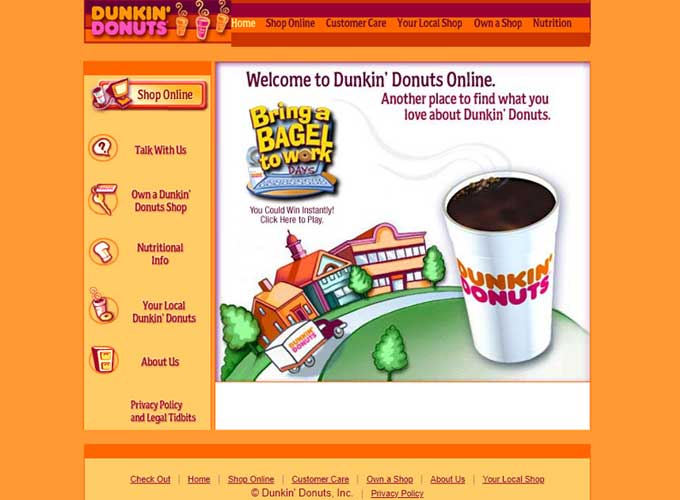 DUNKIN'
DONUTS
Home Shop Online Customer Care Your Local Shop Own a Shop Nutrition
Shop Online
Talk With Us
Own a Dunkin'
Donuts Shop
Nutritional
Info
Your Local
Dunkin' Donuts
About Us
Privacy Policy
and Legal Tidbits
Welcome to Dunkin' Donuts Online.
Another place to find what you
love about Dunkin' Donuts.
Bring a
BAGEL
to work
DAYS
You Could Win Instantly!
Click Here to Play.
DUNKIN'
DONUTS
DUNKIN'
DONUTS
Check Out | Home | Shop Online | Customer Care | Own a Shop | About Us | Your Local Shop
© Dunkin' Donuts, Inc. | Privacy Policy